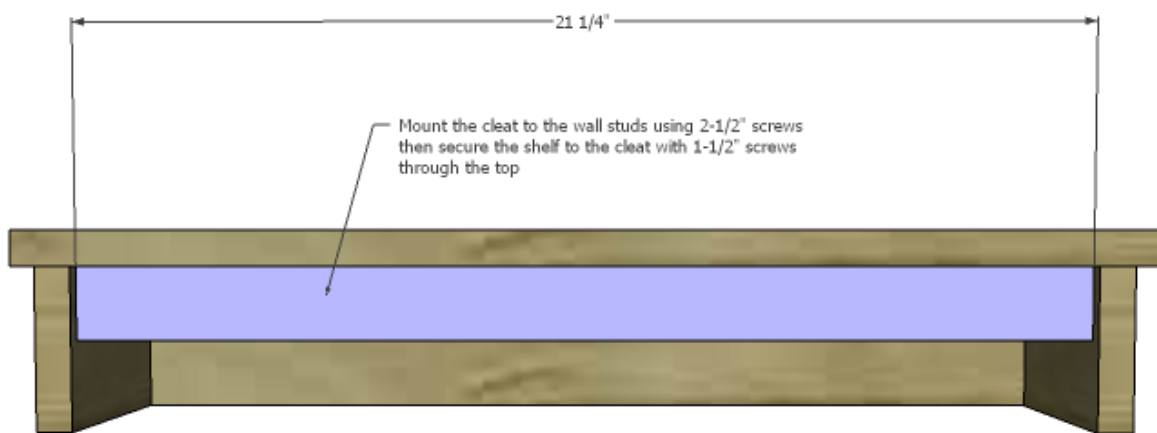 21 1/4"
Mount the cleat to the wall studs using 2-1/2" screws
then secure the shelf to the cleat with 1-1/2" screws
through the top